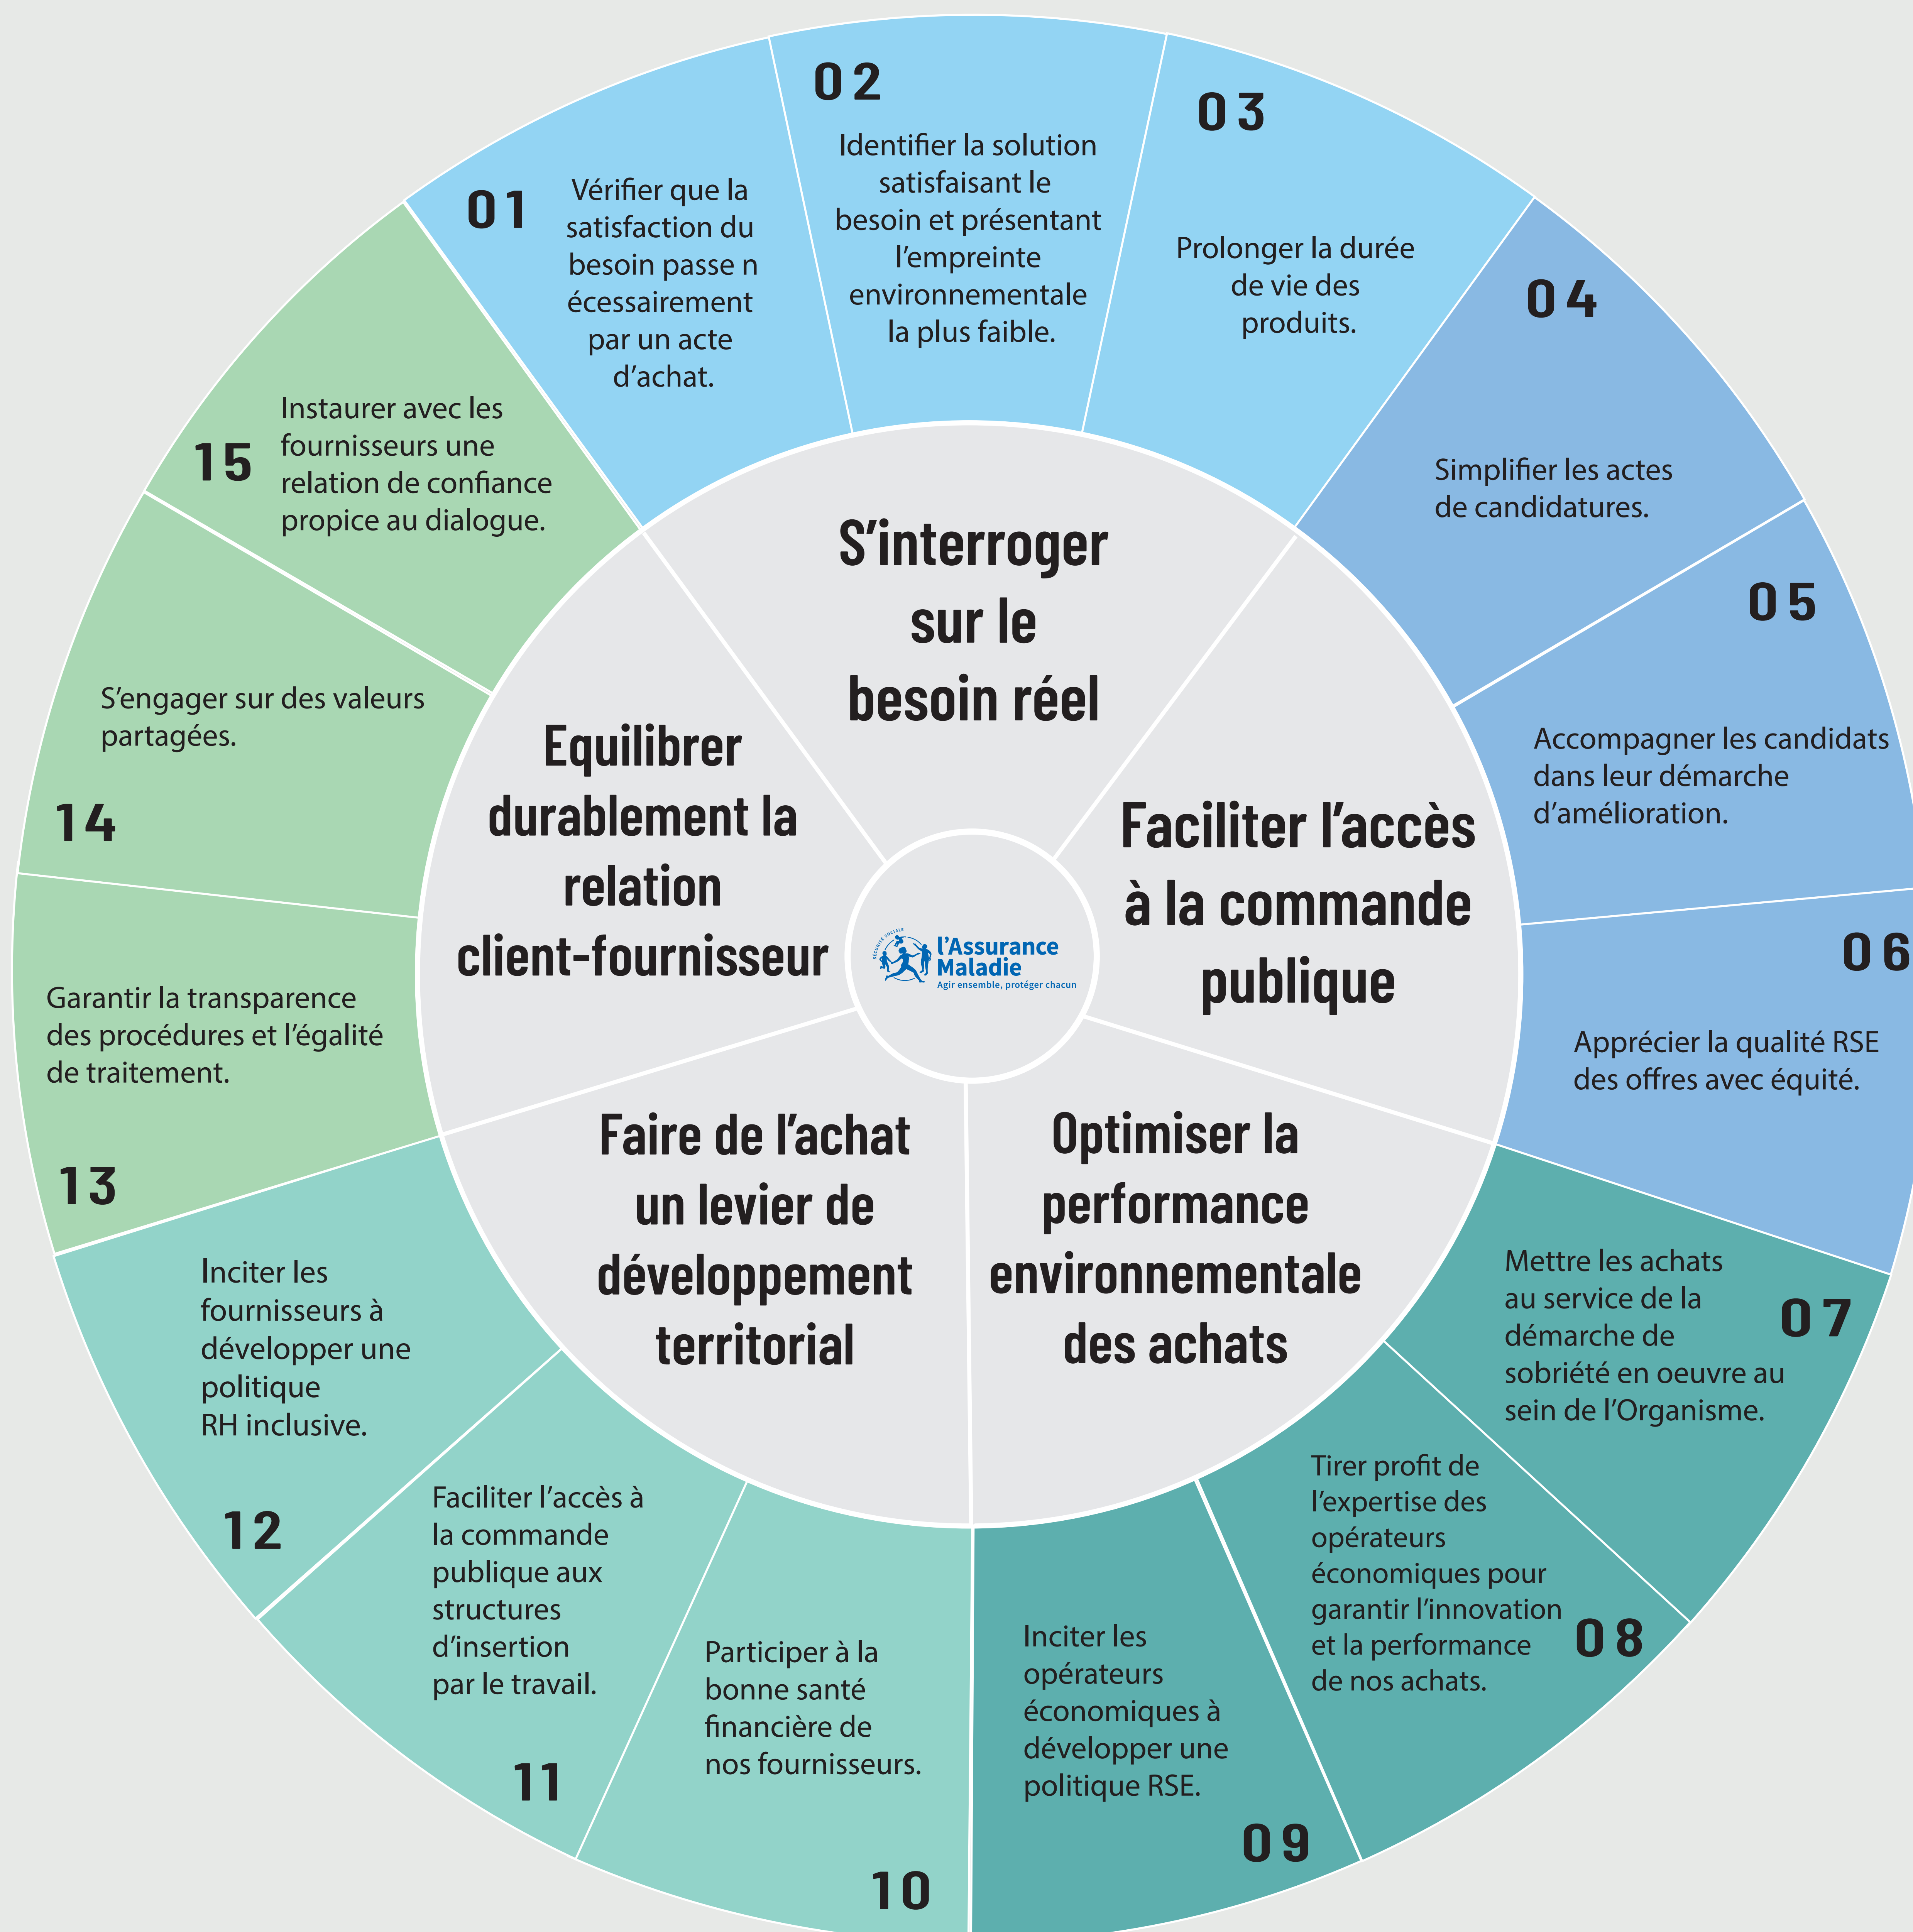 01
Vérifier que la
satisfaction du
besoin passe n
écessairement
par un acte
d’achat.
02
Identifier la solution
satisfaisant le
besoin et présentant
l’empreinte
environnementale
la plus faible.
03
Prolonger la durée
de vie des
produits.
04
Simplifier les actes
de candidatures.
05
Accompagner les candidats
dans leur démarche
d’amélioration.
06
Apprécier la qualité RSE
des offres avec équité.
07
Mettre les achats
au service de la
démarche de
sobriété en oeuvre au
sein de l’Organisme.
08
Tirer profit de
l’expertise des
opérateurs
économiques pour
garantir l’innovation
et la performance
de nos achats.
09
Inciter les
opérateurs
économiques à
développer une
politique RSE.
10
Participer à la
bonne santé
financière de
nos fournisseurs.
11
Faciliter l’accès à
la commande
publique aux
structures
d’insertion
par le travail.
12
Inciter les
fournisseurs à
développer une
politique
RH inclusive.
13
Garantir la transparence
des procédures et l’égalité
de traitement.
14
S’engager sur des valeurs
partagées.
15
Instaurer avec les
fournisseurs une
relation de confiance
propice au dialogue.
S’interroger
sur le
besoin réel
Faciliter l’accès
à la commande
publique
Optimiser la
performance
environnementale
des achats
Faire de l’achat
un levier de
développement
territorial
Equilibrer
durablement la
relation
client-fournisseur
SÉCURITÉ SOCIALE
l’Assurance
Maladie
Agir ensemble, protéger chacun